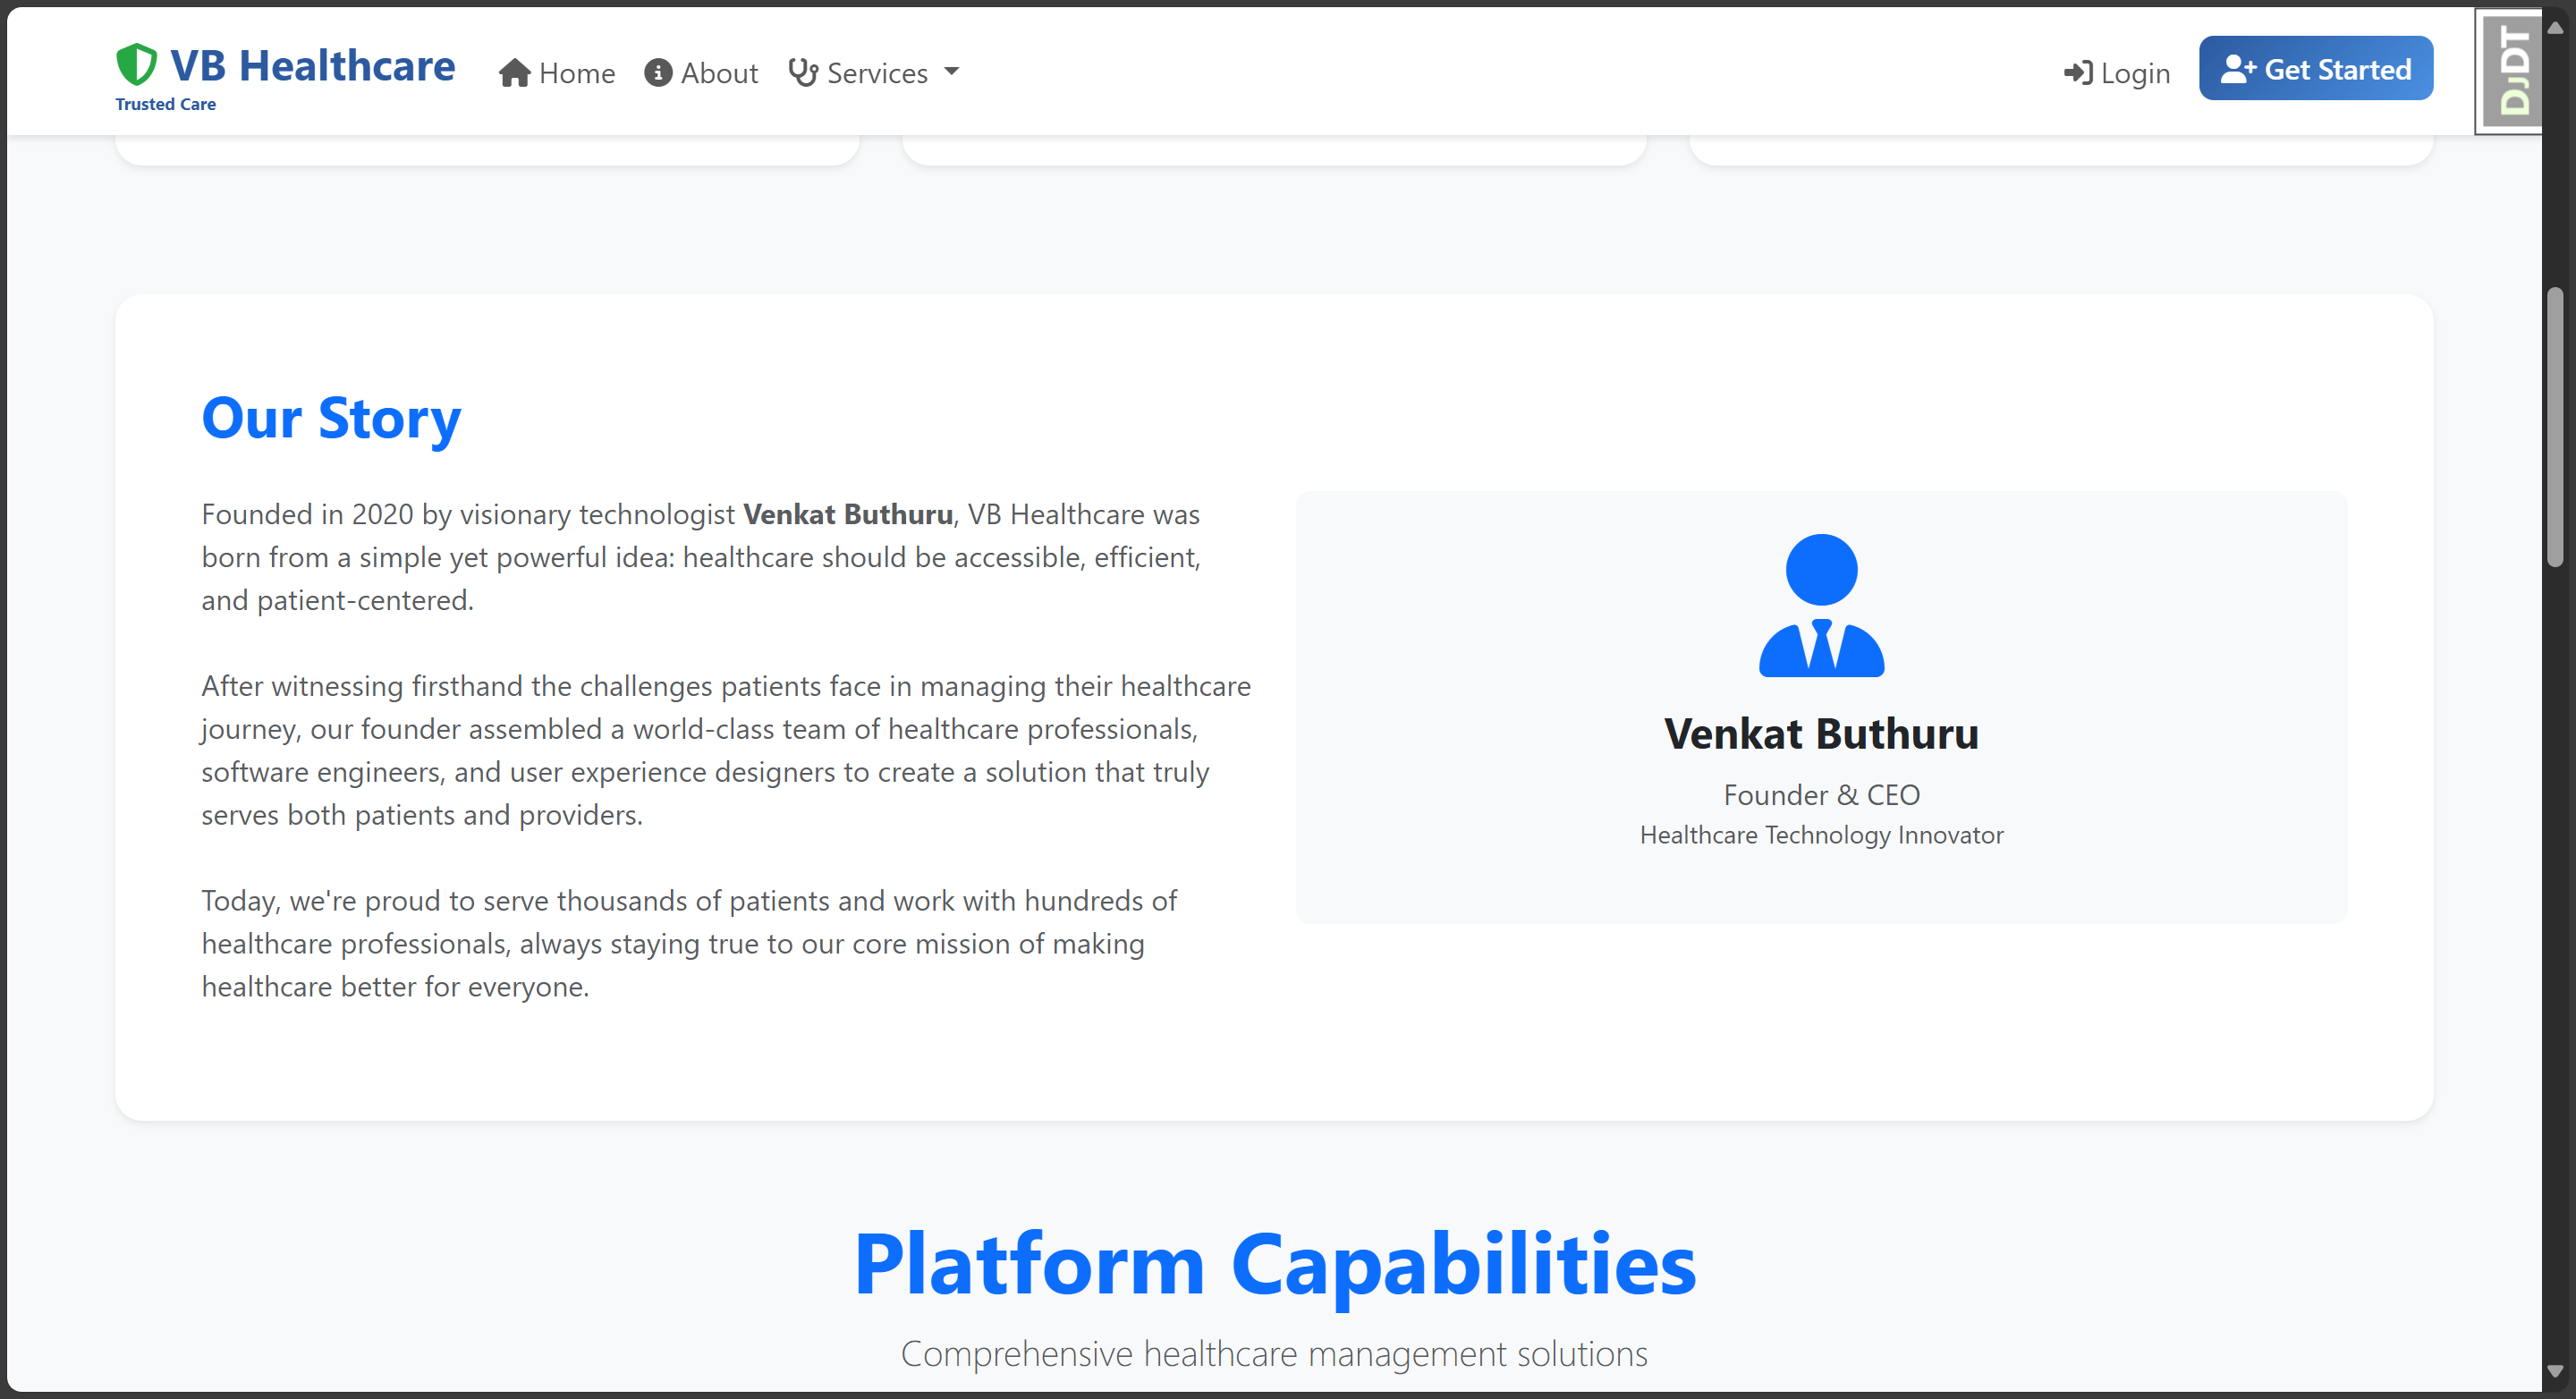 VB Healthcare
Trusted Care
Home
About
Services
Login
Get Started
DJDT
Our Story
Founded in 2020 by visionary technologist Venkat Buthuru, VB Healthcare was
born from a simple yet powerful idea: healthcare should be accessible, efficient,
and patient-centered.
After witnessing firsthand the challenges patients face in managing their healthcare
journey, our founder assembled a world-class team of healthcare professionals,
software engineers, and user experience designers to create a solution that truly
serves both patients and providers.
Today, we're proud to serve thousands of patients and work with hundreds of
healthcare professionals, always staying true to our core mission of making
healthcare better for everyone.
Venkat Buthuru
Founder & CEO
Healthcare Technology Innovator
Platform Capabilities
Comprehensive healthcare management solutions